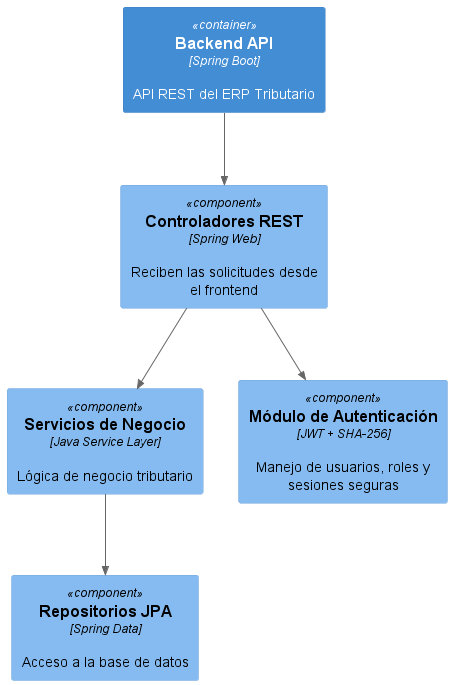 «container»
Backend API
[Spring Boot]
API REST del ERP Tributario
«component»
Controladores REST
[Spring Web]
Reciben las solicitudes desde
el frontend
«component»
Servicios de Negocio
[Java Service Layer]
Lógica de negocio tributario
«component»
Módulo de Autenticación
[JWT + SHA-256]
Manejo de usuarios, roles y
sesiones seguras
«component»
Repositorios JPA
[Spring Data]
Acceso a la base de datos